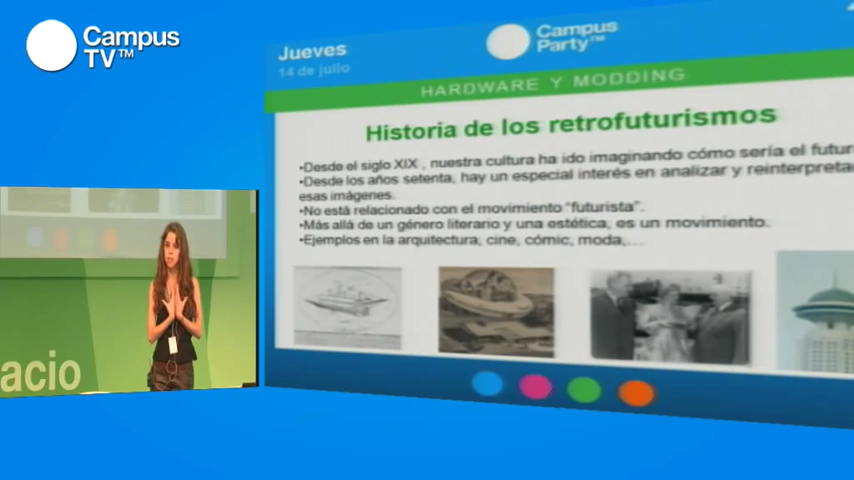 Campus
TV™
Jueves
14 de julio
Campus
Party™
HARDWARE Y MODDING
Historia de los retrofuturismos
•Desde el siglo XIX , nuestra cultura ha ido imaginando cómo sería el futur
•Desde los años setenta, hay un especial interés en analizar y reinterpretar
esas imágenes.
•No está relacionado con el movimiento “futurista”.
•Más allá de un género literario y una estética, es un movimiento.
•Ejemplos en la arquitectura, cine, cómic, moda,…
acio